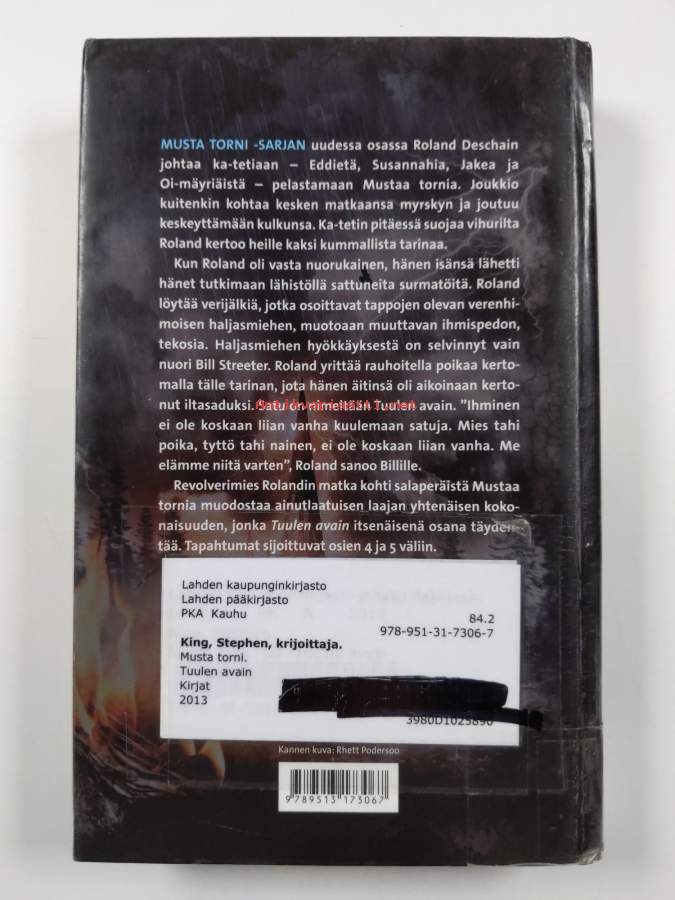 MUSTA TORNI -SARJAN uudessa osassa Roland Deschain
johtaa ka-tetiaan – Eddietä, Susannahia, Jakea ja
Oi-mäyriäistä – pelastamaan Mustaa tornia. Joukkio
kuitenkin kohtaa kesken matkaansa myrskyn ja joutuu
keskeyttämään kulkunsa. Ka-tetin pitäessä suojaa vihurilta
Roland kertoo heille kaksi kummallista tarinaa.
Kun Roland oli vasta nuorukainen, hänen isänsä lähetti
hänet tutkimaan lähistöllä sattuneita surmatöitä. Roland
löytää verijälkiä, jotka osoittavat tappojen olevan verenhi-
moisen haljasmiehen, muotoaan muuttavan ihmispedon,
tekosia. Haljasmiehen hyökkäyksestä on selvinnyt vain
nuori Bill Streeter. Roland yrittää rauhoitella poikaa kerto-
malla tälle tarinan, jota hänen äitinsä oli aikoinaan kerto-
nut iltasaduksi. Satu on nimeltään Tuulen avain. ”Ihminen
ei ole koskaan liian vanha kuulemaan satuja. Mies tahi
poika, tyttö tahi nainen, ei ole koskaan liian vanha. Me
elämme niitä varten”, Roland sanoo Billille.
Revolverimies Rolandin matka kohti salaperäistä Mustaa
tornia muodostaa ainutlaatuisen laajan yhtenäisen koko-
naisuuden, jonka Tuulen avain itsenäisenä osana täyden-
tää. Tapahtumat sijoittuvat osien 4 ja 5 väliin.
Lahden kaupunginkirjasto
Lahden pääkirjasto
PKA Kauhu
84.2
978-951-31-7306-7
King, Stephen, krijoittaja.
Musta torni.
Tuulen avain
Kirjat
2013
3980D1025890
Kannen kuva: Rhett Podersoo
9 789513 173067